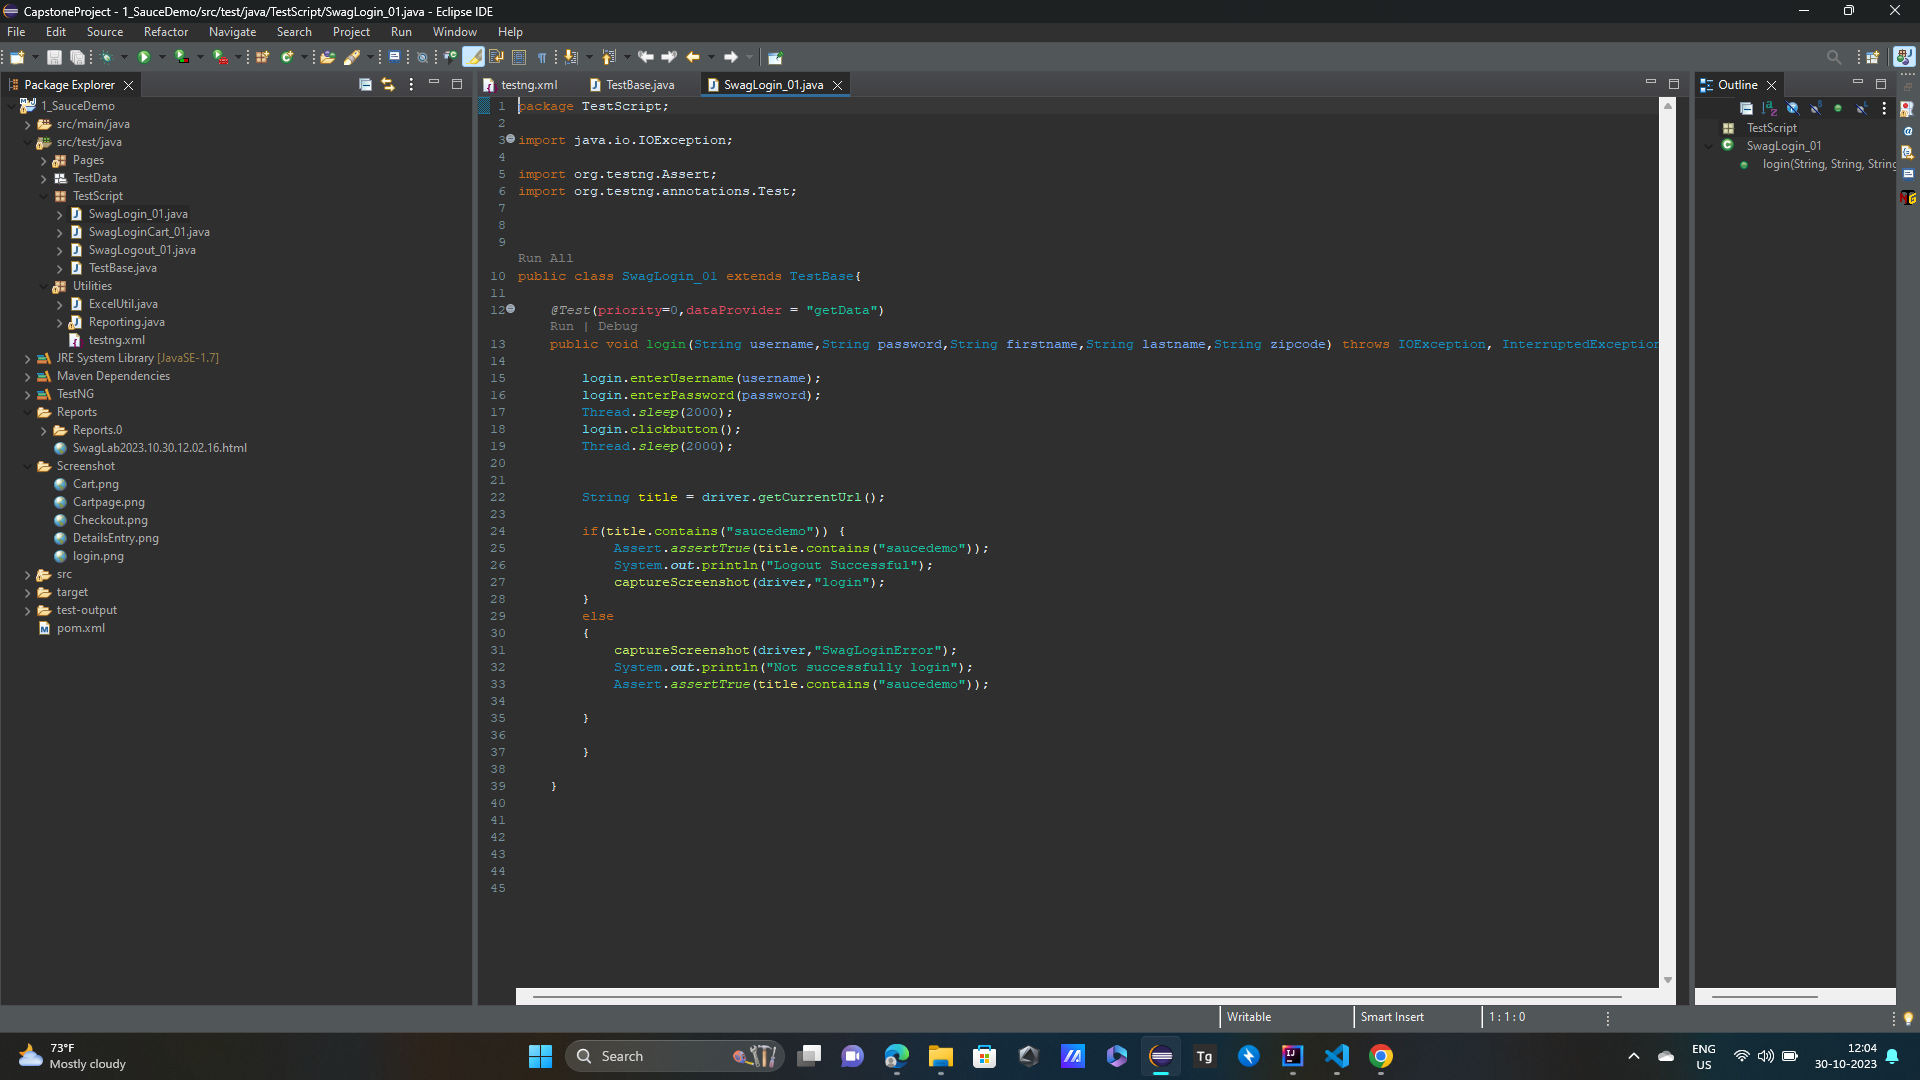 CapstoneProject - 1_SauceDemo/src/test/java/TestScript/SwagLogin_01.java - Eclipse IDE
File Edit Source Refactor Navigate Search Project Run Window Help
Package Explorer
1_SauceDemo
src/main/java
src/test/java
Pages
TestData
TestScript
SwagLogin_01.java
SwagLoginCart_01.java
SwagLogout_01.java
TestBase.java
Utilities
ExcelUtil.java
Reporting.java
testng.xml
JRE System Library [JavaSE-1.7]
Maven Dependencies
TestNG
Reports
Reports.0
SwagLab2023.10.30.12.02.16.html
Screenshot
Cart.png
Cartpage.png
Checkout.png
DetailsEntry.png
login.png
src
target
test-output
pom.xml
testng.xml TestBase.java SwagLogin_01.java
1 package TestScript;
2
3 import java.io.IOException;
4
5 import org.testng.Assert;
6 import org.testng.annotations.Test;
7
8
9
Run All
10 public class SwagLogin_01 extends TestBase{
11
12 @Test(priority=0,dataProvider = "getData")
Run | Debug
13 public void login(String username,String password,String firstname,String lastname,String zipcode) throws IOException, InterruptedException
14
15 login.enterUsername(username);
16 login.enterPassword(password);
17 Thread.sleep(2000);
18 login.clickbutton();
19 Thread.sleep(2000);
20
21
22 String title = driver.getCurrentUrl();
23
24 if(title.contains("saucedemo")) {
25 Assert.assertTrue(title.contains("saucedemo"));
26 System.out.println("Logout Successful");
27 captureScreenshot(driver,"login");
28 }
29 else
30 {
31 captureScreenshot(driver,"SwagLoginError");
32 System.out.println("Not successfully login");
33 Assert.assertTrue(title.contains("saucedemo"));
34
35 }
36
37 }
38
39 }
40
41
42
43
44
45
Outline
TestScript
SwagLogin_01
login(String, String, String
Writable Smart Insert 1 : 1 : 0
73°F
Mostly cloudy
Search
Tg
ENG
US
12:04
30-10-2023